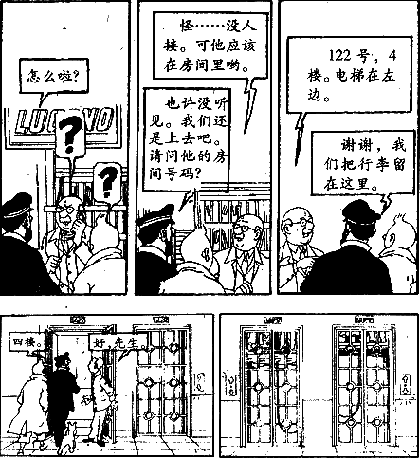 怎么啦?
LUGANO
?
?
怪……没人
接。可他应该
在房间里哟。
也许没听
见。我们还
是上去吧。
请问他的房
间号码?
122号,4
楼。电梯在左
边。
谢谢,我
们把行李留
在这里。
四楼。
好,先生。